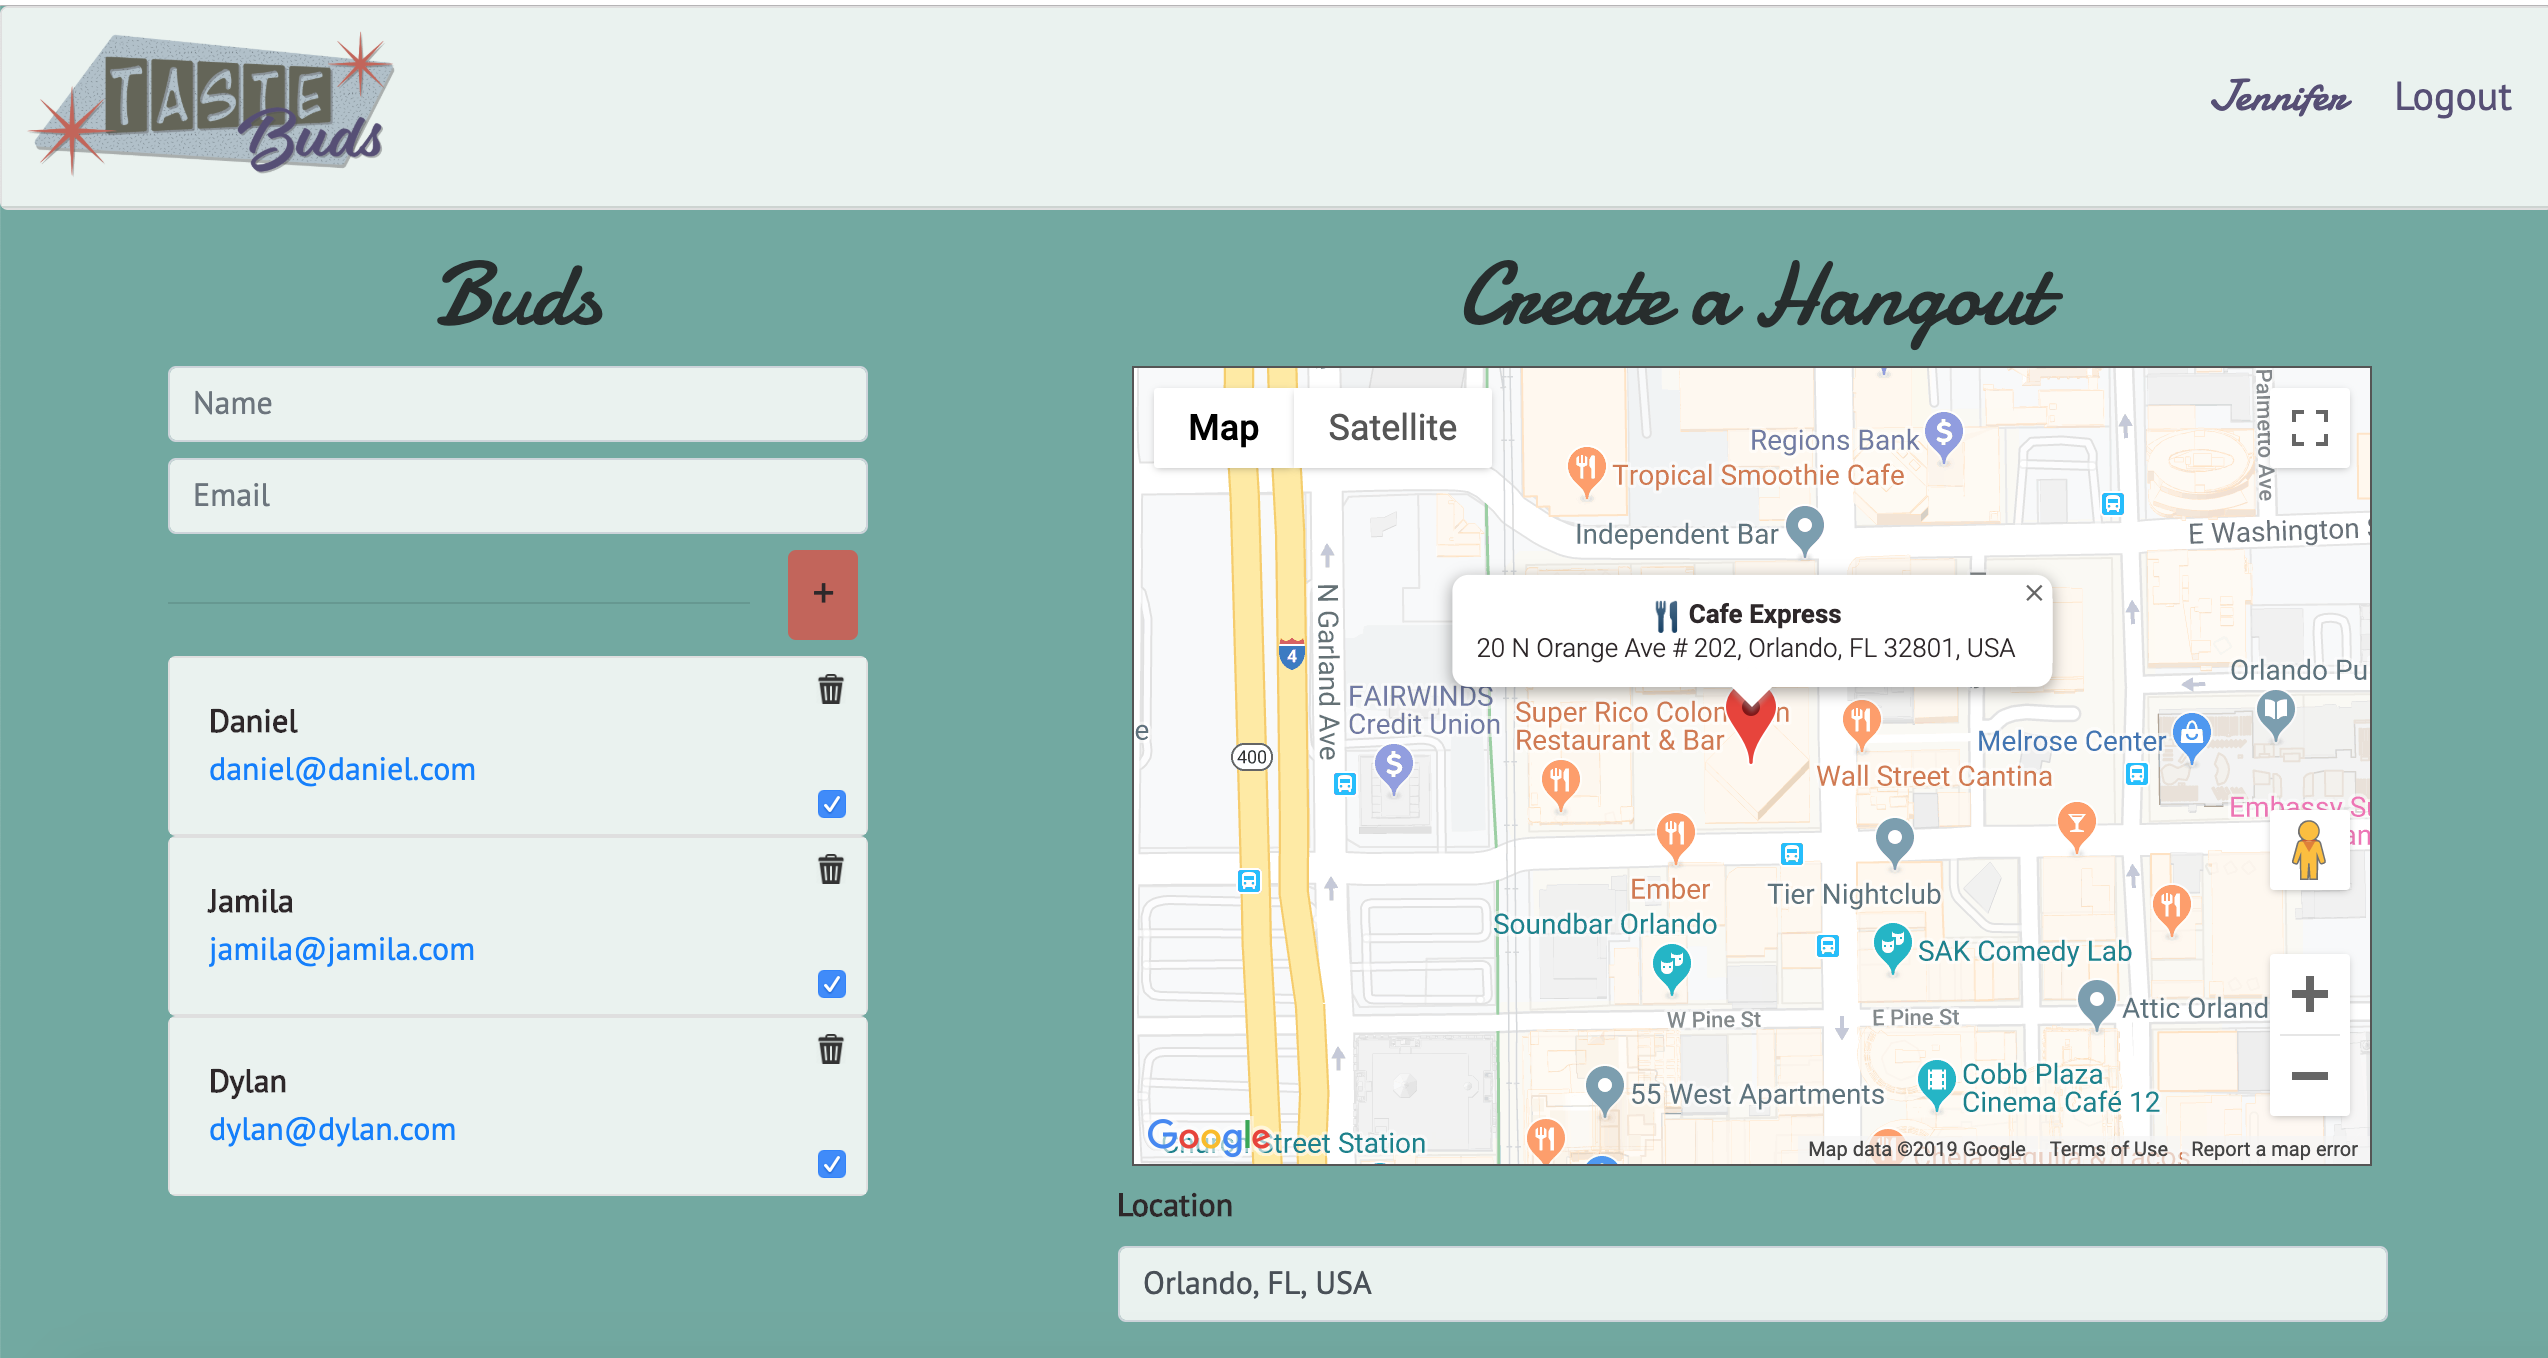 TASTE
Buds
Jennifer
Logout
Buds
Name
Email
+
Daniel
daniel@daniel.com
Jamila
jamila@jamila.com
Dylan
dylan@dylan.com
Create a Hangout
Map
Satellite
Regions Bank
Tropical Smoothie Cafe
Independent Bar
Palmetto Ave
E Washington
Cafe Express
20 N Orange Ave # 202, Orlando, FL 32801, USA
N Garland Ave
4
400
e
FAIRWINDS
Credit Union
Super Rico
Restaurant & Bar
Wall Street Cantina
Melrose Center
Orlando Pu
Embassy Su
Ember
Tier Nightclub
Soundbar Orlando
SAK Comedy Lab
Attic Orland
W Pine St
E Pine St
55 West Apartments
Cobb Plaza
Cinema Café 12
Google
Church Street Station
Map data ©2019 Google
Terms of Use
Report a map error
Location
Orlando, FL, USA